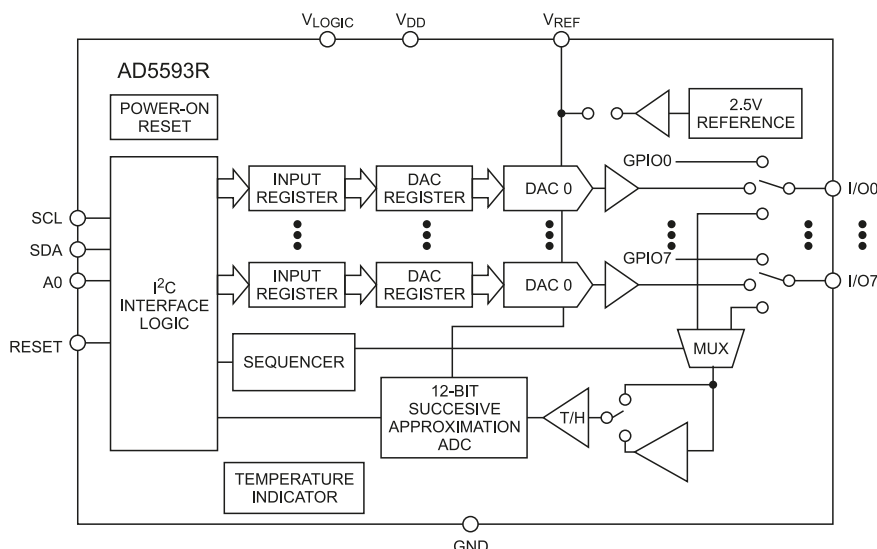 VLOGIC
VDD
VREF
AD5593R
POWER-ON
RESET
2.5V
REFERENCE
GPIO0
INPUT
REGISTER
DAC
REGISTER
DAC 0
I/O0
SCL
SDA
A0
RESET
I2C
INTERFACE
LOGIC
GPIO7
INPUT
REGISTER
DAC
REGISTER
DAC 0
I/O7
SEQUENCER
MUX
12-BIT
SUCCESIVE
APPROXIMATION
ADC
T/H
TEMPERATURE
INDICATOR
GND